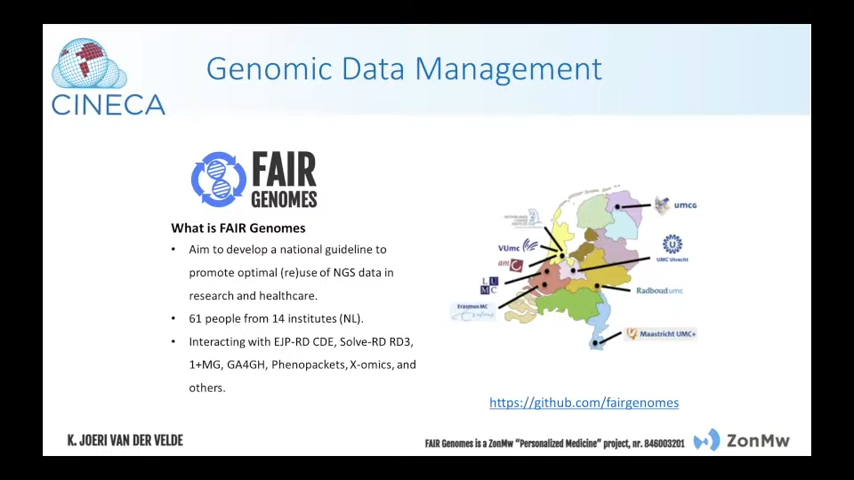 CINECA
Genomic Data Management
FAIR
GENOMES
What is FAIR Genomes
• Aim to develop a national guideline to
promote optimal (re)use of NGS data in
research and healthcare.
• 61 people from 14 institutes (NL).
• Interacting with EJP-RD CDE, Solve-RD RD3,
1+MG, GA4GH, Phenopackets, X-omics, and
others.
umcg
VUmc
amc
UMC Utrecht
LU
MC
Radboudumc
Erasmus MC
Maastricht UMC+
https://github.com/fairgenomes
K. JOERI VAN DER VELDE
FAIR Genomes is a ZonMw "Personalized Medicine" project, nr. 846003201
ZonMw